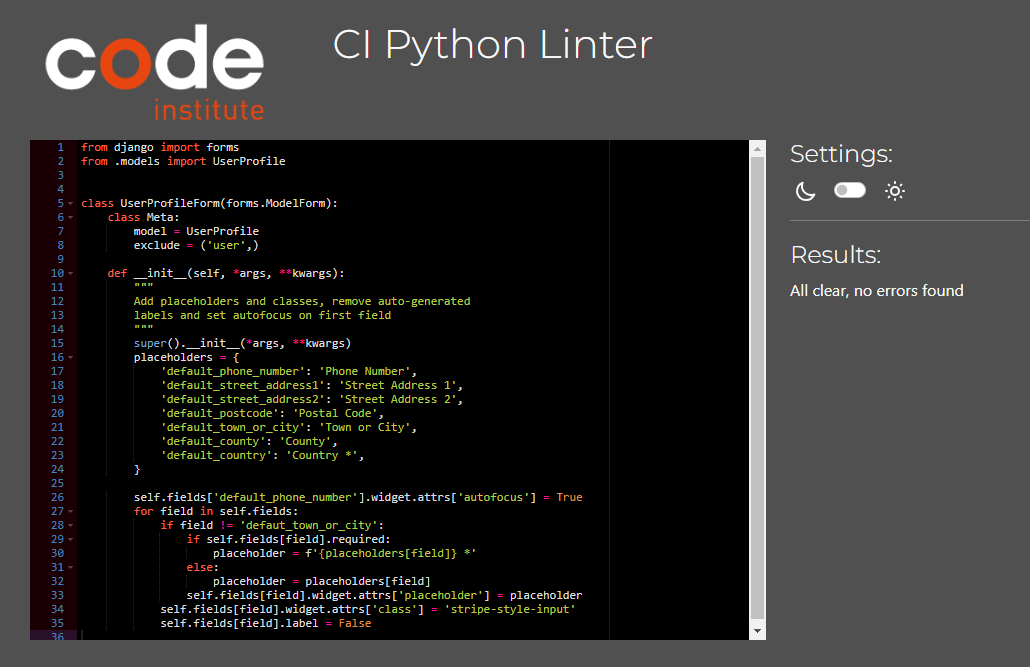 code
institute
CI Python Linter
1 from django import forms
2 from .models import UserProfile
3
4
5 class UserProfileForm(forms.ModelForm):
6     class Meta:
7         model = UserProfile
8         exclude = ('user',)
9
10     def __init__(self, *args, **kwargs):
11         """
12         Add placeholders and classes, remove auto-generated
13         labels and set autofocus on first field
14         """
15         super().__init__(*args, **kwargs)
16         placeholders = {
17             'default_phone_number': 'Phone Number',
18             'default_street_address1': 'Street Address 1',
19             'default_street_address2': 'Street Address 2',
20             'default_postcode': 'Postal Code',
21             'default_town_or_city': 'Town or City',
22             'default_county': 'County',
23             'default_country': 'Country *',
24         }
25
26         self.fields['default_phone_number'].widget.attrs['autofocus'] = True
27         for field in self.fields:
28             if field != 'defaut_town_or_city':
29                 if self.fields[field].required:
30                     placeholder = f'{placeholders[field]} *'
31                 else:
32                     placeholder = placeholders[field]
33                 self.fields[field].widget.attrs['placeholder'] = placeholder
34             self.fields[field].widget.attrs['class'] = 'stripe-style-input'
35             self.fields[field].label = False
36
Settings:
Results:
All clear, no errors found